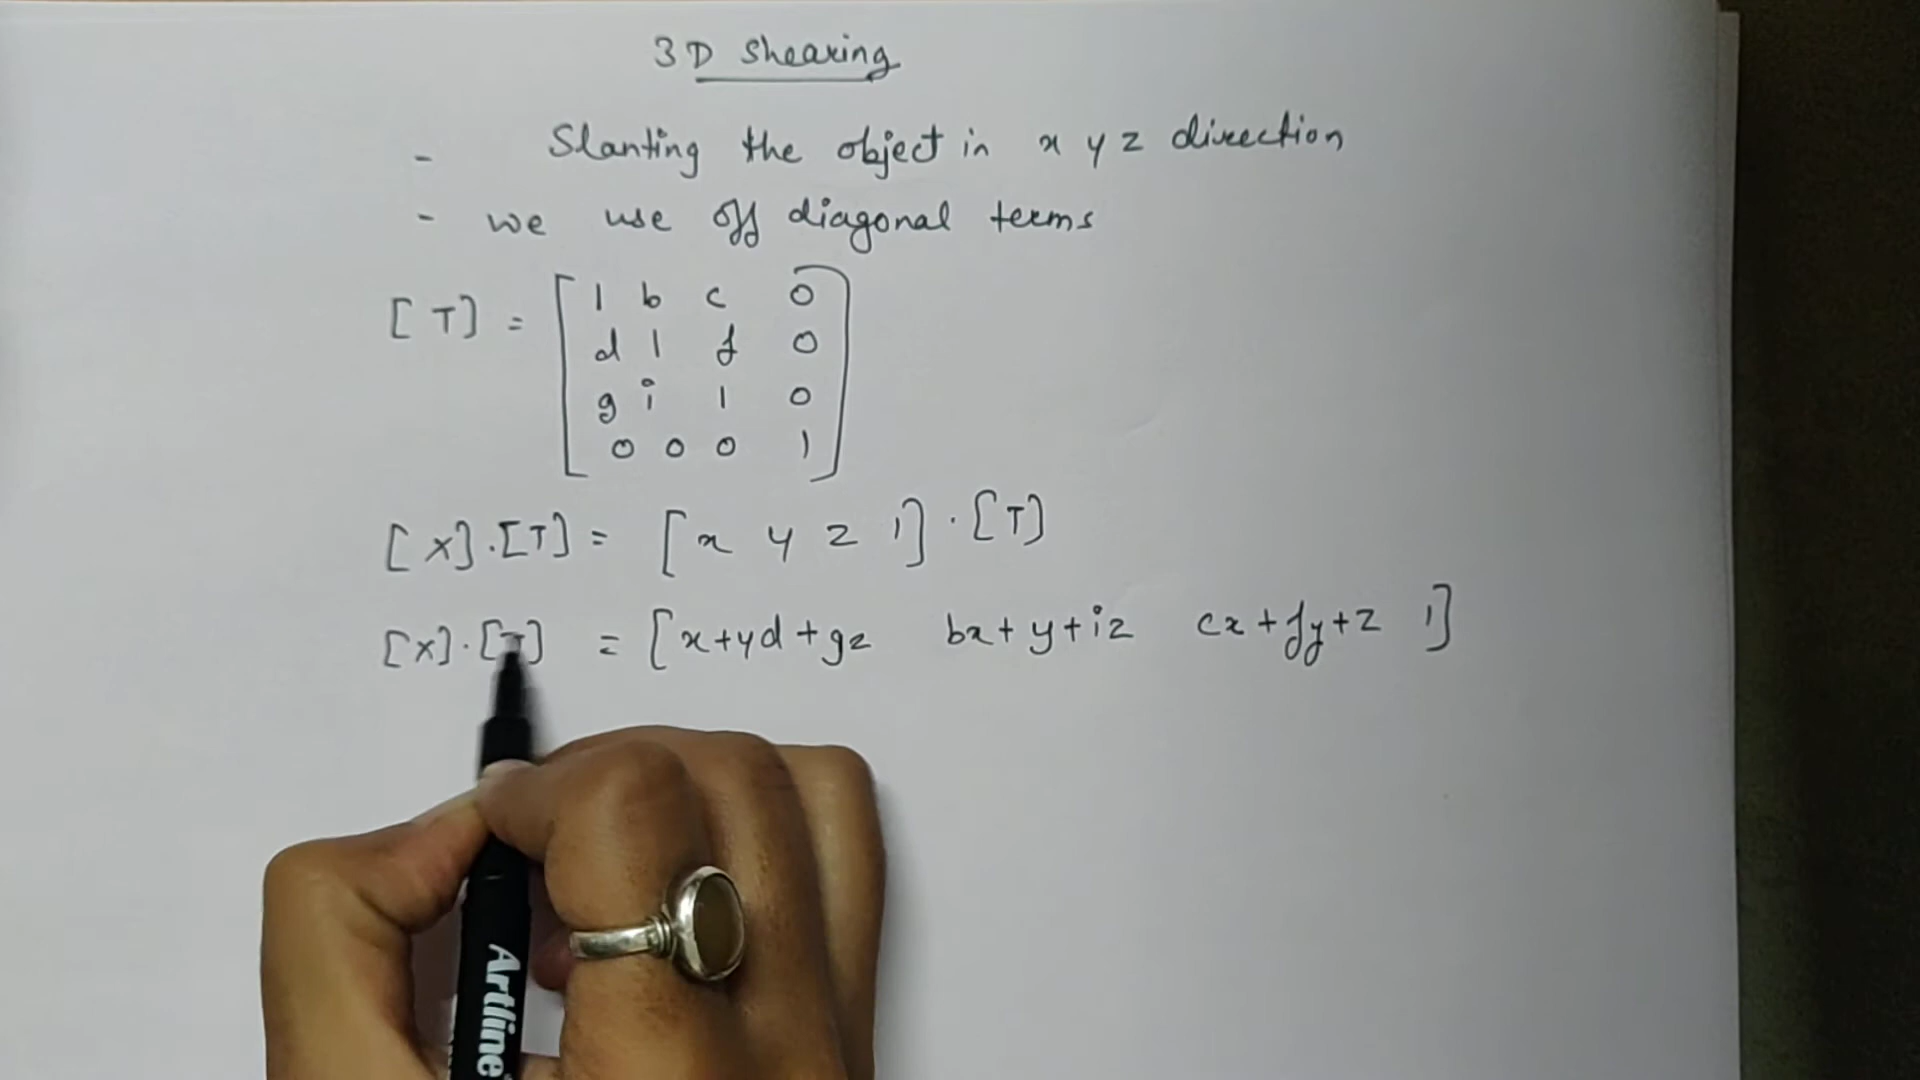 3D Shearing
- Slanting the object in x y z direction
- we use off diagonal terms
[T] = [1 b c 0
d 1 f 0
g i 1 0
0 0 0 1]
[X].[T] = [x y z 1].[T]
[X].[T] = [x+yd+gz bx+y+iz cx+fy+z 1]
Artline